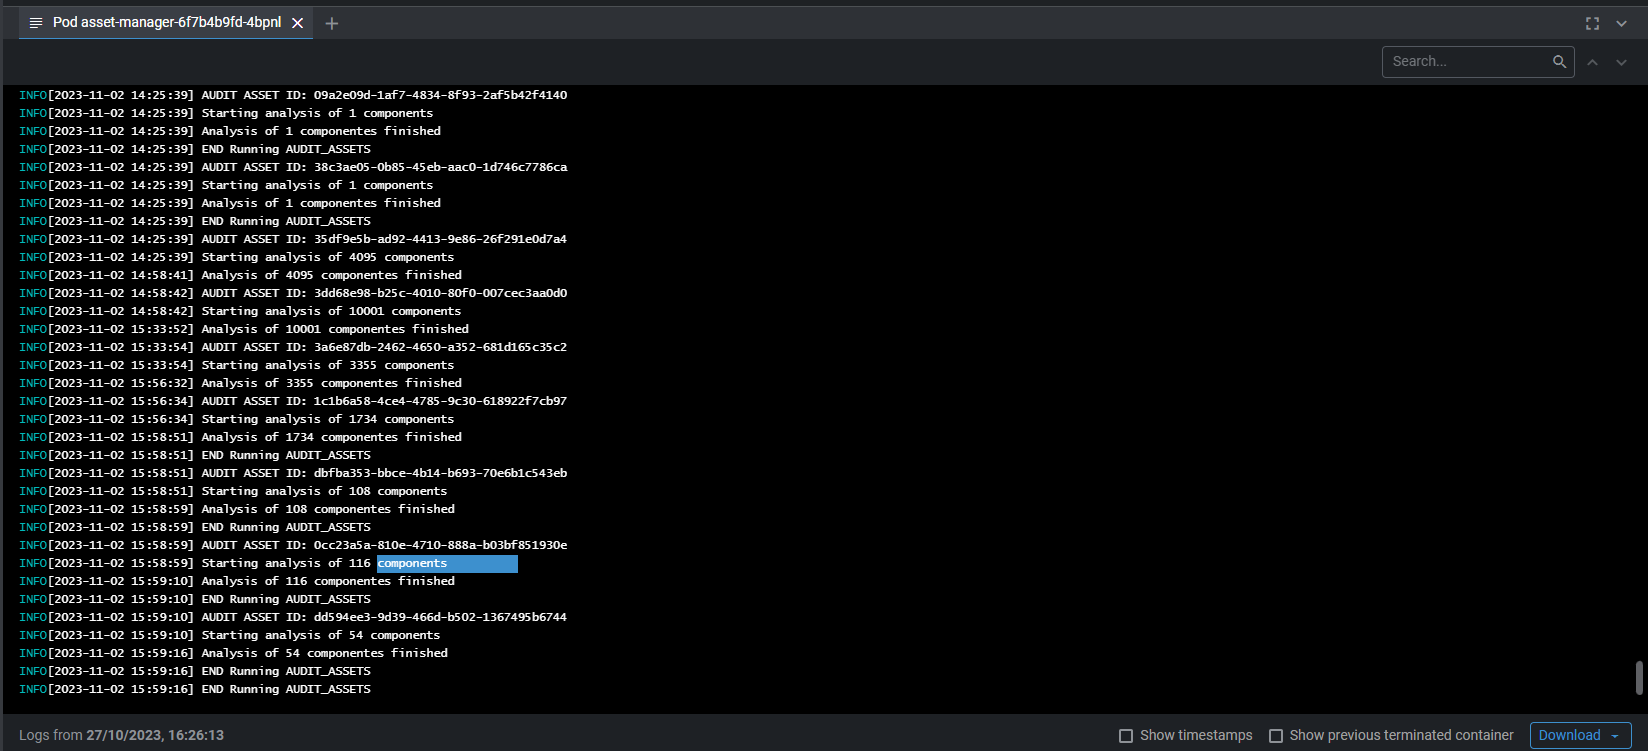 Pod asset-manager-6f7b4b9fd-4bpnl
Search...
INFO[2023-11-02 14:25:39] AUDIT ASSET ID: 09a2e09d-1af7-4834-8f93-2af5b42f4140
INFO[2023-11-02 14:25:39] Starting analysis of 1 components
INFO[2023-11-02 14:25:39] Analysis of 1 componentes finished
INFO[2023-11-02 14:25:39] END Running AUDIT_ASSETS
INFO[2023-11-02 14:25:39] AUDIT ASSET ID: 38c3ae05-0b85-45eb-aac0-1d746c7786ca
INFO[2023-11-02 14:25:39] Starting analysis of 1 components
INFO[2023-11-02 14:25:39] Analysis of 1 componentes finished
INFO[2023-11-02 14:25:39] END Running AUDIT_ASSETS
INFO[2023-11-02 14:25:39] AUDIT ASSET ID: 35df9e5b-ad92-4413-9e86-26f291e0d7a4
INFO[2023-11-02 14:25:39] Starting analysis of 4095 components
INFO[2023-11-02 14:58:41] Analysis of 4095 componentes finished
INFO[2023-11-02 14:58:42] AUDIT ASSET ID: 3dd68e98-b25c-4010-80f0-007cec3aa0d0
INFO[2023-11-02 14:58:42] Starting analysis of 10001 components
INFO[2023-11-02 15:33:52] Analysis of 10001 componentes finished
INFO[2023-11-02 15:33:54] AUDIT ASSET ID: 3a6e87db-2462-4650-a352-681d165c35c2
INFO[2023-11-02 15:33:54] Starting analysis of 3355 components
INFO[2023-11-02 15:56:32] Analysis of 3355 componentes finished
INFO[2023-11-02 15:56:34] AUDIT ASSET ID: 1c1b6a58-4ce4-4785-9c30-618922f7cb97
INFO[2023-11-02 15:56:34] Starting analysis of 1734 components
INFO[2023-11-02 15:58:51] Analysis of 1734 componentes finished
INFO[2023-11-02 15:58:51] END Running AUDIT_ASSETS
INFO[2023-11-02 15:58:51] AUDIT ASSET ID: dbfba353-bbce-4b14-b693-70e6b1c543eb
INFO[2023-11-02 15:58:51] Starting analysis of 108 components
INFO[2023-11-02 15:58:59] Analysis of 108 componentes finished
INFO[2023-11-02 15:58:59] END Running AUDIT_ASSETS
INFO[2023-11-02 15:58:59] AUDIT ASSET ID: 0cc23a5a-810e-4710-888a-b03bf851930e
INFO[2023-11-02 15:58:59] Starting analysis of 116 components
INFO[2023-11-02 15:59:10] Analysis of 116 componentes finished
INFO[2023-11-02 15:59:10] END Running AUDIT_ASSETS
INFO[2023-11-02 15:59:10] AUDIT ASSET ID: dd594ee3-9d39-466d-b502-1367495b6744
INFO[2023-11-02 15:59:10] Starting analysis of 54 components
INFO[2023-11-02 15:59:16] Analysis of 54 componentes finished
INFO[2023-11-02 15:59:16] END Running AUDIT_ASSETS
INFO[2023-11-02 15:59:16] END Running AUDIT_ASSETS
Logs from 27/10/2023, 16:26:13 Show timestamps Show previous terminated container Download